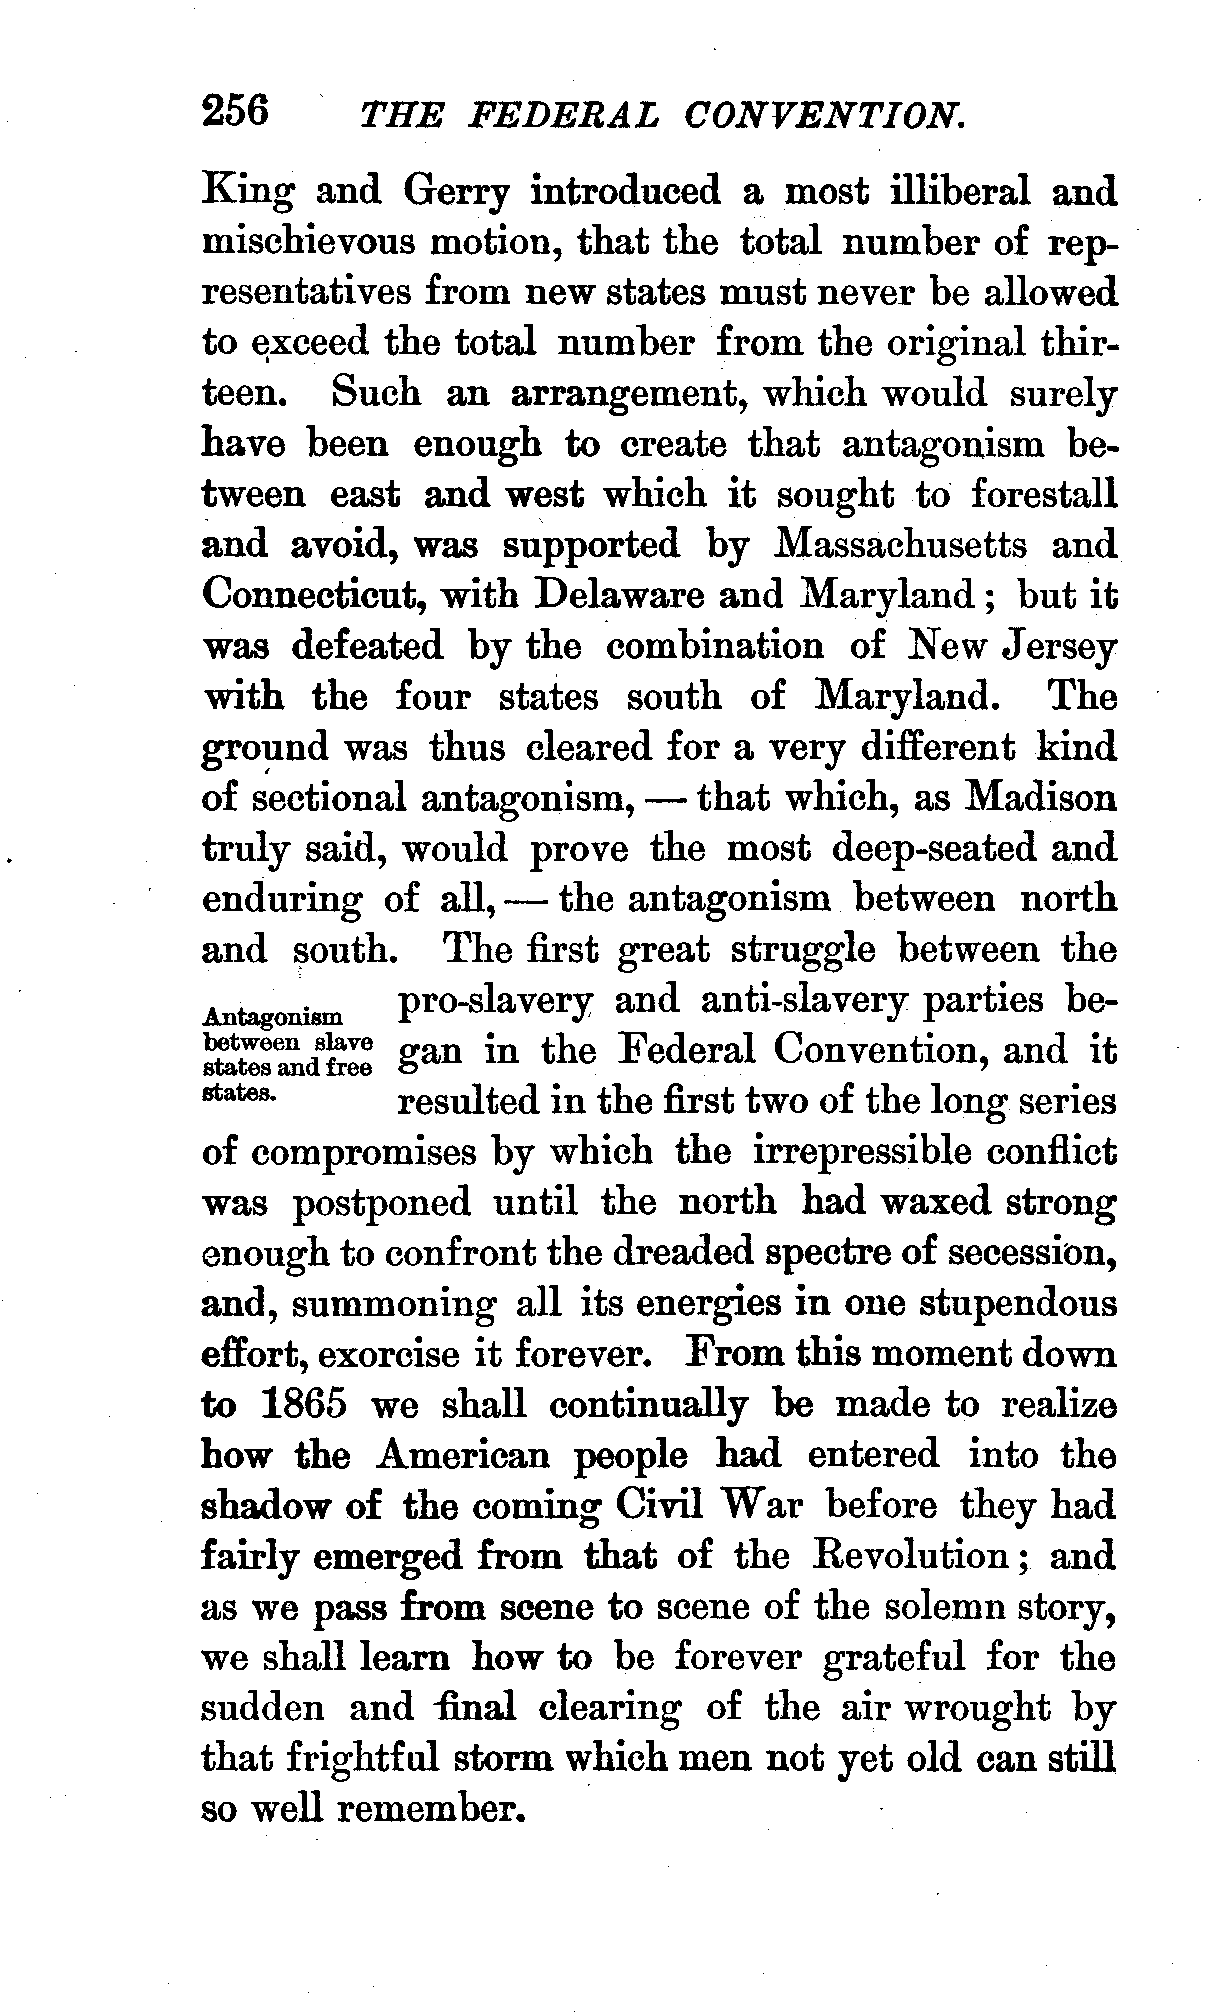 256 THE FEDERAL CONVENTION.
King and Gerry introduced a most illiberal and
mischievous motion, that the total number of rep-
resentatives from new states must never be allowed
to exceed the total number from the original thir-
teen. Such an arrangement, which would surely
have been enough to create that antagonism be-
tween east and west which it sought to forestall
and avoid, was supported by Massachusetts and
Connecticut, with Delaware and Maryland; but it
was defeated by the combination of New Jersey
with the four states south of Maryland. The
ground was thus cleared for a very different kind
of sectional antagonism, — that which, as Madison
truly said, would prove the most deep-seated and
enduring of all, — the antagonism between north
and south. The first great struggle between the
Antagonism
between slave
states and free
states.
pro-slavery and anti-slavery parties be-
gan in the Federal Convention, and it
resulted in the first two of the long series
of compromises by which the irrepressible conflict
was postponed until the north had waxed strong
enough to confront the dreaded spectre of secession,
and, summoning all its energies in one stupendous
effort, exorcise it forever. From this moment down
to 1865 we shall continually be made to realize
how the American people had entered into the
shadow of the coming Civil War before they had
fairly emerged from that of the Revolution; and
as we pass from scene to scene of the solemn story,
we shall learn how to be forever grateful for the
sudden and final clearing of the air wrought by
that frightful storm which men not yet old can still
so well remember.